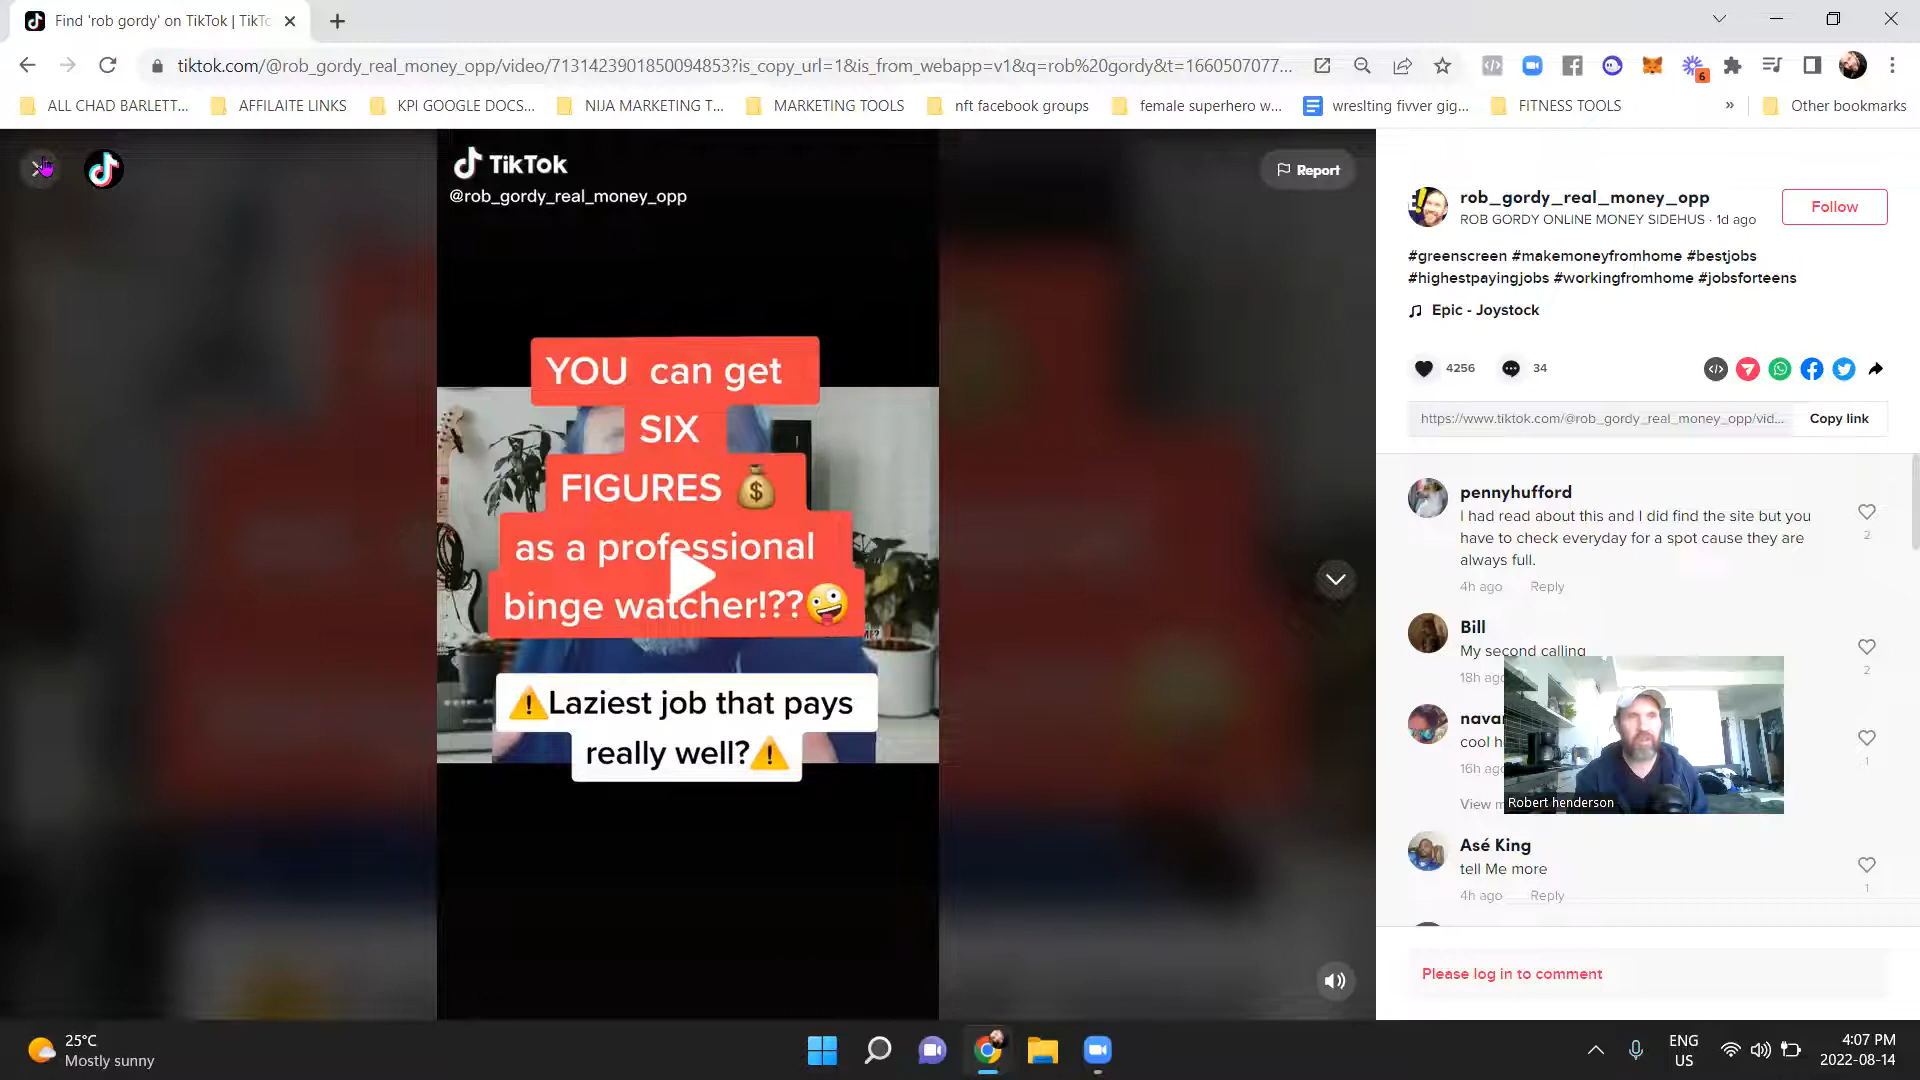 Find 'rob gordy' on TikTok | TikTo
tiktok.com/@rob_gordy_real_money_opp/video/7131423901850094853?is_copy_url=1&is_from_webapp=v1&q=rob%20gordy&t=1660507077...
6
ALL CHAD BARLETT...
AFFILAITE LINKS
KPI GOOGLE DOCS...
NIJA MARKETING T...
MARKETING TOOLS
nft facebook groups
female superhero w...
wreslting fivver gig...
FITNESS TOOLS
»
Other bookmarks
TikTok
@rob_gordy_real_money_opp
Report
YOU can get
SIX
FIGURES 💰
as a professional
binge watcher!??🤪
⚠️Laziest job that pays
really well?⚠️
rob_gordy_real_money_opp
ROB GORDY ONLINE MONEY SIDEHUS · 1d ago
Follow
#greenscreen #makemoneyfromhome #bestjobs
#highestpayingjobs #workingfromhome #jobsforteens
Epic - Joystock
4256
34
https://www.tiktok.com/@rob_gordy_real_money_opp/vid...
Copy link
pennyhufford
I had read about this and I did find the site but you
have to check everyday for a spot cause they are
always full.
2
4h ago Reply
Bill
My second calling
18h ago
2
navar
cool h
1
16h ago
View m
Robert henderson
Asé King
tell Me more
4h ago Reply
1
Please log in to comment
25°C
Mostly sunny
ENG
US
4:07 PM
2022-08-14